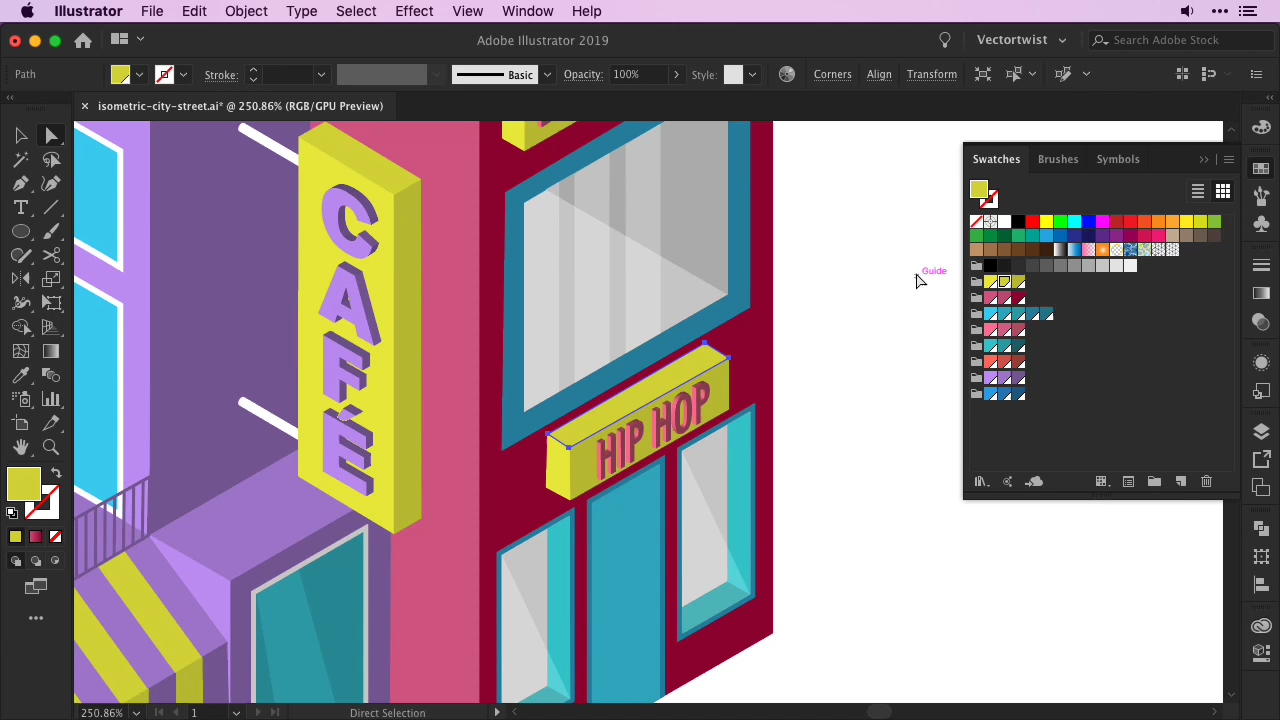 Illustrator File Edit Object Type Select Effect View Window Help
Adobe Illustrator 2019
Vectortwist
Search Adobe Stock
Path
Stroke:
Basic
Opacity: 100%
Style:
Corners Align Transform
isometric-city-street.ai* @ 250.86% (RGB/GPU Preview)
Swatches Brushes Symbols
Guide
CAFÉ
HIP HOP
250.86% 1 Direct Selection